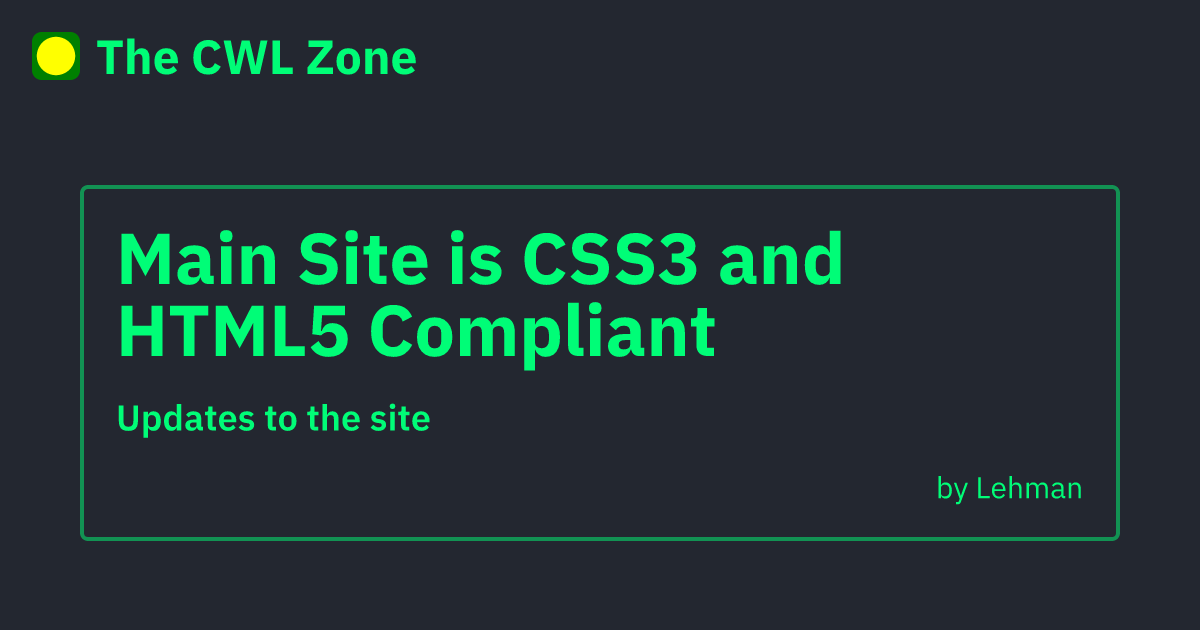 The CWL Zone
Main Site is CSS3 and
HTML5 Compliant
Updates to the site
by Lehman